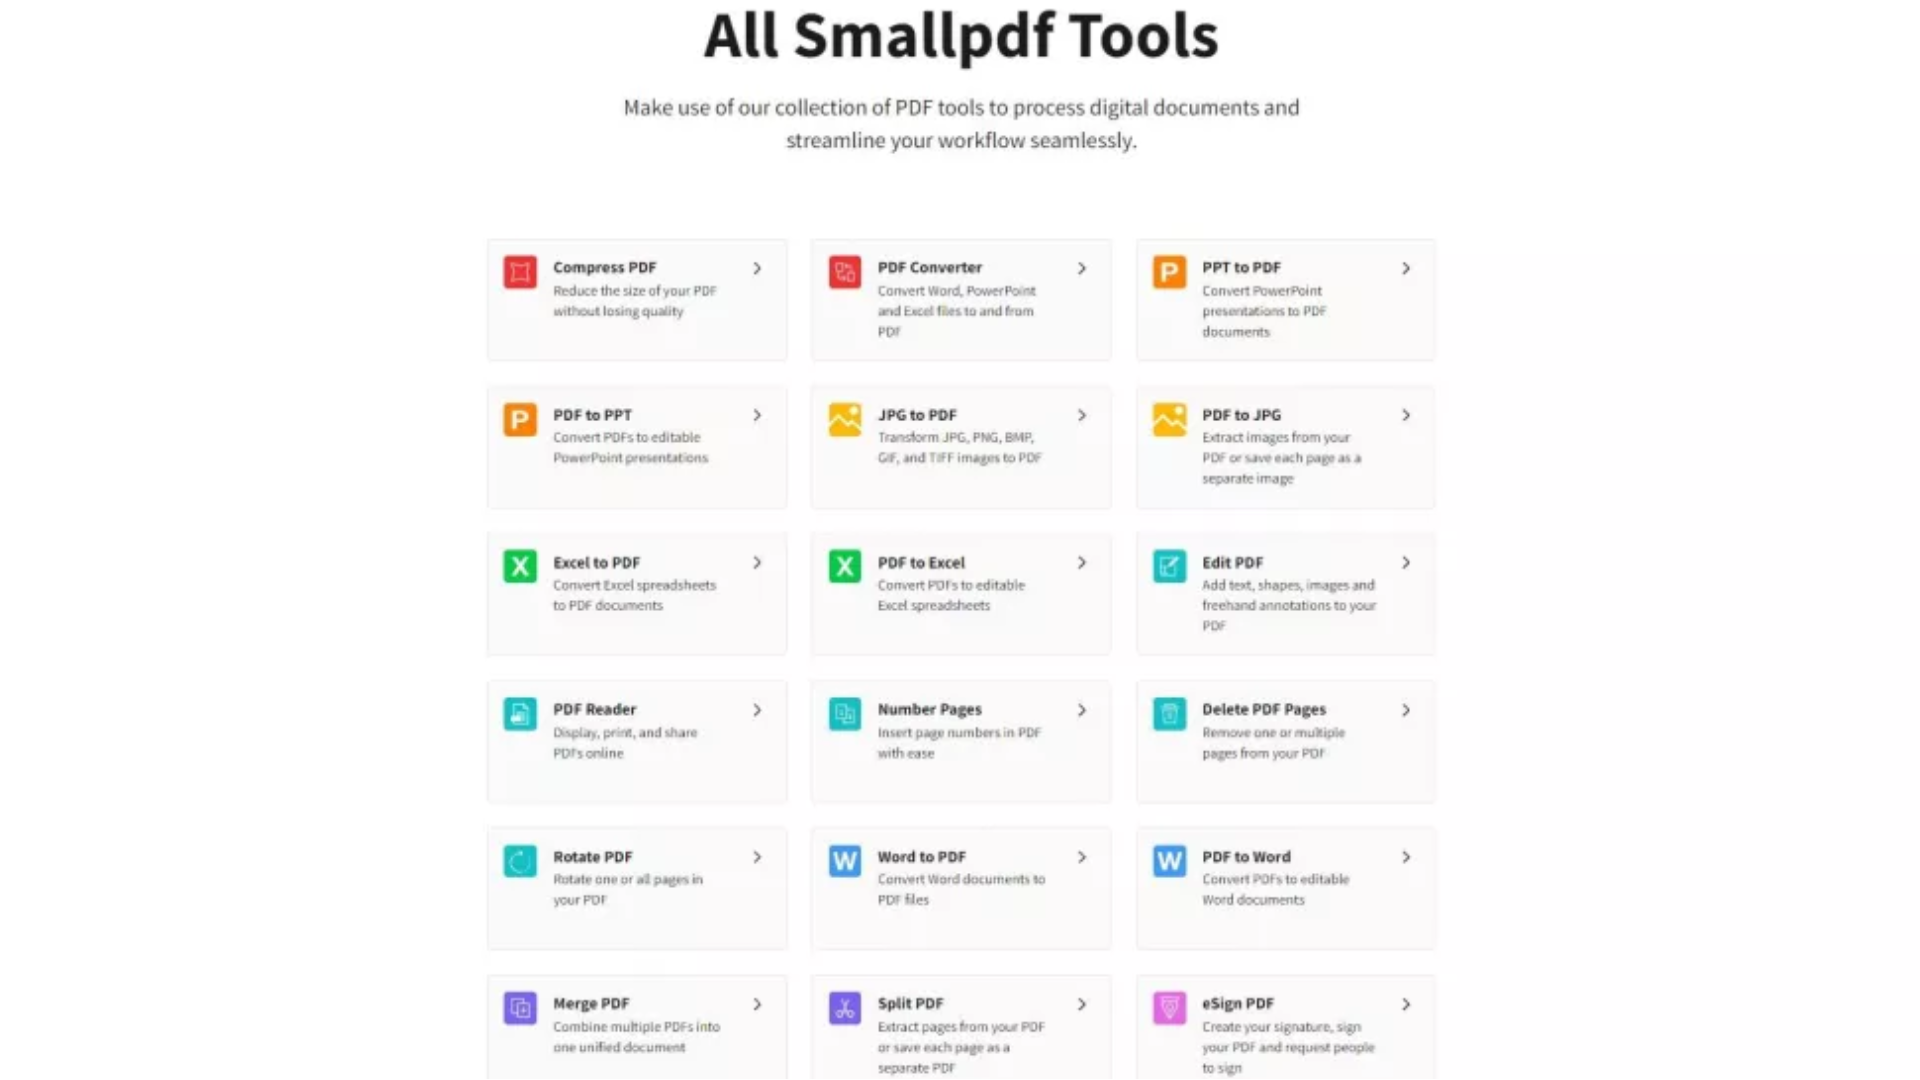 All Smallpdf Tools
Make use of our collection of PDF tools to process digital documents and
streamline your workflow seamlessly.
Compress PDF
Reduce the size of your PDF
without losing quality
PDF Converter
Convert Word, PowerPoint
and Excel files to and from
PDF
P
PPT to PDF
Convert PowerPoint
presentations to PDF
documents
P
PDF to PPT
Convert PDFs to editable
PowerPoint presentations
JPG to PDF
Transform JPG, PNG, BMP,
GIF, and TIFF images to PDF
PDF to JPG
Extract images from your
PDF or save each page as a
separate image
X
Excel to PDF
Convert Excel spreadsheets
to PDF documents
X
PDF to Excel
Convert PDFs to editable
Excel spreadsheets
Edit PDF
Add text, shapes, images and
freehand annotations to your
PDF
PDF Reader
Display, print, and share
PDFs online
Number Pages
Insert page numbers in PDF
with ease
Delete PDF Pages
Remove one or multiple
pages from your PDF
Rotate PDF
Rotate one or all pages in
your PDF
W
Word to PDF
Convert Word documents to
PDF files
W
PDF to Word
Convert PDFs to editable
Word documents
Merge PDF
Combine multiple PDFs into
one unified document
Split PDF
Extract pages from your PDF
or save each page as a
separate PDF
eSign PDF
Create your signature, sign
your PDF and request people
to sign